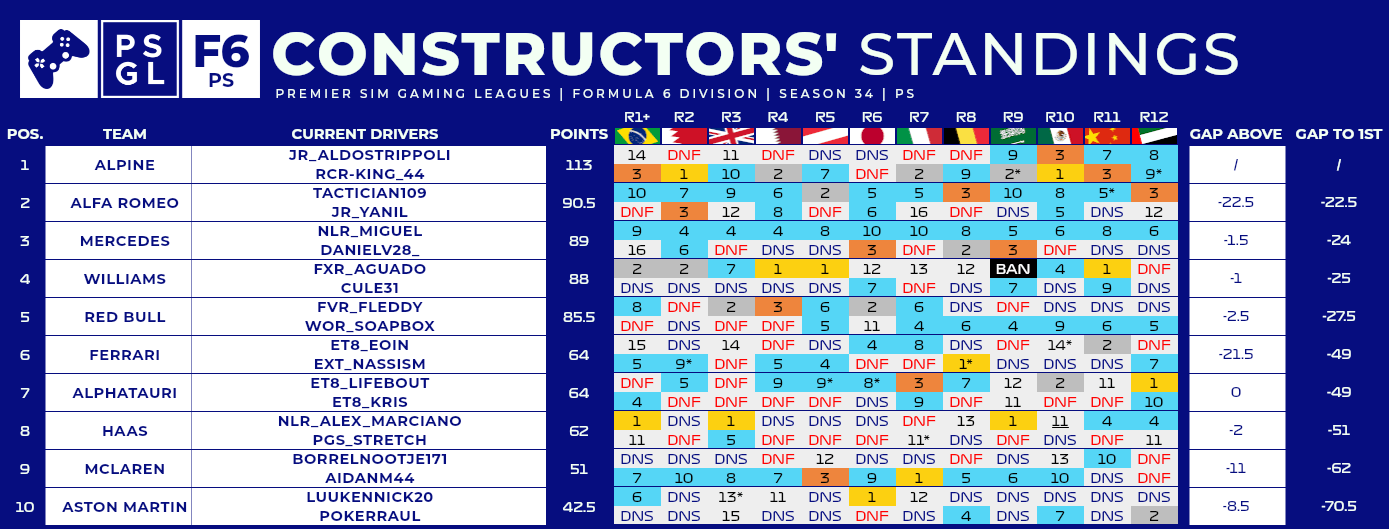 PS GL F6 PS CONSTRUCTORS' STANDINGS
PREMIER SIM GAMING LEAGUES | FORMULA 6 DIVISION | SEASON 34 | PS
R1+ R2 R3 R4 R5 R6 R7 R8 R9 R10 R11 R12
POS. TEAM CURRENT DRIVERS POINTS GAP ABOVE GAP TO 1ST
JR_ALDOSTRIPPOLI 14 DNF 11 DNF DNS DNS DNF DNF 9 3 7 8
1 ALPINE 113 / /
RCR-KING_44 3 1 10 2 7 DNF 2 9 2* 1 3 9*
TACTICIAN109 10 7 9 6 2 5 5 3 10 8 5* 3
2 ALFA ROMEO 90.5 -22.5 -22.5
JR_YANIL DNF 3 12 8 DNF 6 16 DNF DNS 5 DNS 12
NLR_MIGUEL 9 4 4 4 8 10 10 8 5 6 8 6
3 MERCEDES 89 -1.5 -24
DANIELV28_ 16 6 DNF DNS DNS 3 DNF 2 3 DNF DNS DNS
FXR_AGUADO 2 2 7 1 1 12 13 12 BAN 4 1 DNF
4 WILLIAMS 88 -1 -25
CULE31 DNS DNS DNS DNS DNS 7 DNF DNS 7 DNS 9 DNS
FVR_FLEDDY 8 DNF 2 3 6 2 6 DNS DNF DNS DNS DNS
5 RED BULL 85.5 -2.5 -27.5
WOR_SOAPBOX DNF DNS DNF DNF 5 11 4 6 4 9 6 5
ET8_EOIN 15 DNS 14 DNF DNS 4 8 DNS DNF 14* 2 DNF
6 FERRARI 64 -21.5 -49
EXT_NASSISM 5 9* DNF 5 4 DNF DNF 1* DNS DNS DNS 7
ET8_LIFEBOUT DNF 5 DNF 9 9* 8* 3 7 12 2 11 1
7 ALPHATAURI 64 0 -49
ET8_KRIS 4 DNF DNF DNF DNF DNS 9 DNF 11 DNF DNF 10
NLR_ALEX_MARCIANO 1 DNS 1 DNS DNS DNS DNF 13 1 11 4 4
8 HAAS 62 -2 -51
PGS_STRETCH 11 DNF 5 DNF DNF DNF 11* DNS DNF DNS DNF 11
BORRELNOOTJE171 DNS DNS DNS DNF 12 DNS DNS DNF DNS 13 10 DNF
9 MCLAREN 51 -11 -62
AIDANM44 7 10 8 7 3 9 1 5 6 10 DNS DNF
LUUKENNICK20 6 DNS 13* 11 DNS 1 12 DNS DNS DNS DNS DNS
10 ASTON MARTIN 42.5 -8.5 -70.5
POKERRAUL DNS DNS 15 DNS DNS DNF DNS 4 DNS 7 DNS 2